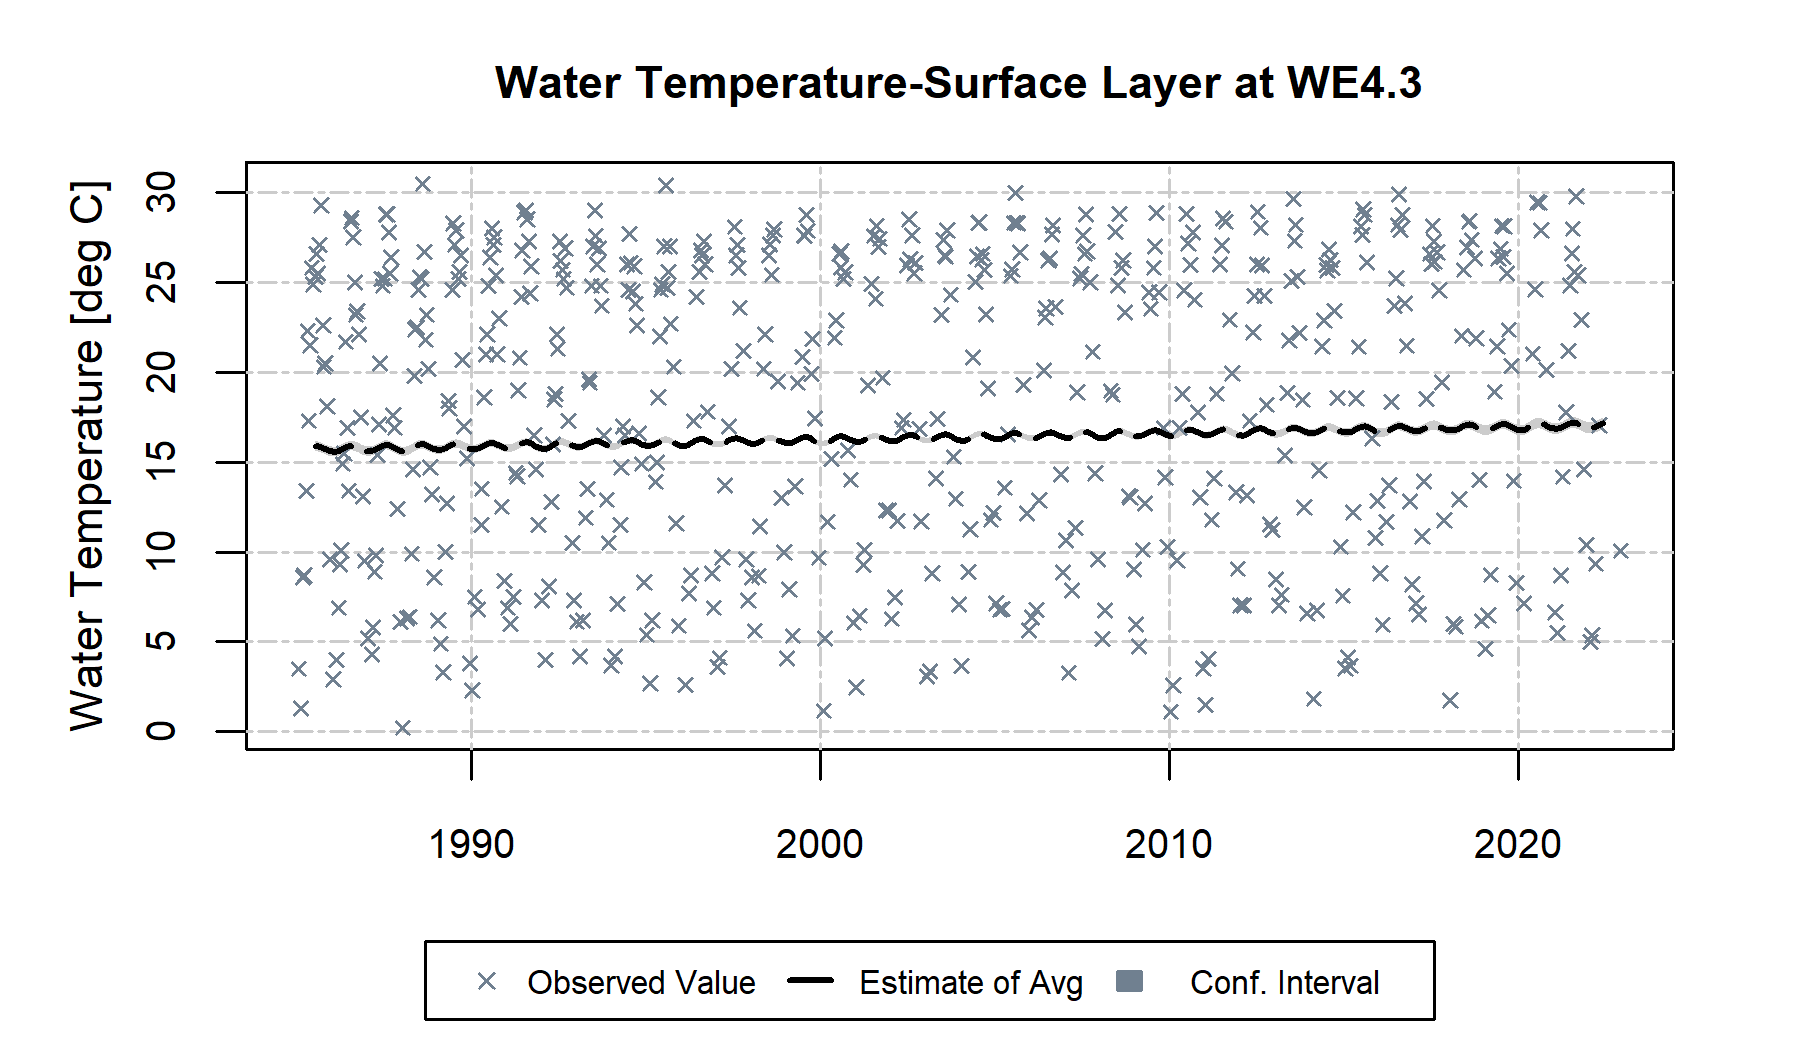 Water Temperature-Surface Layer at WE4.3
Water Temperature [deg C]
30
25
20
15
10
5
0
1990 2000 2010 2020
Observed Value Estimate of Avg Conf. Interval